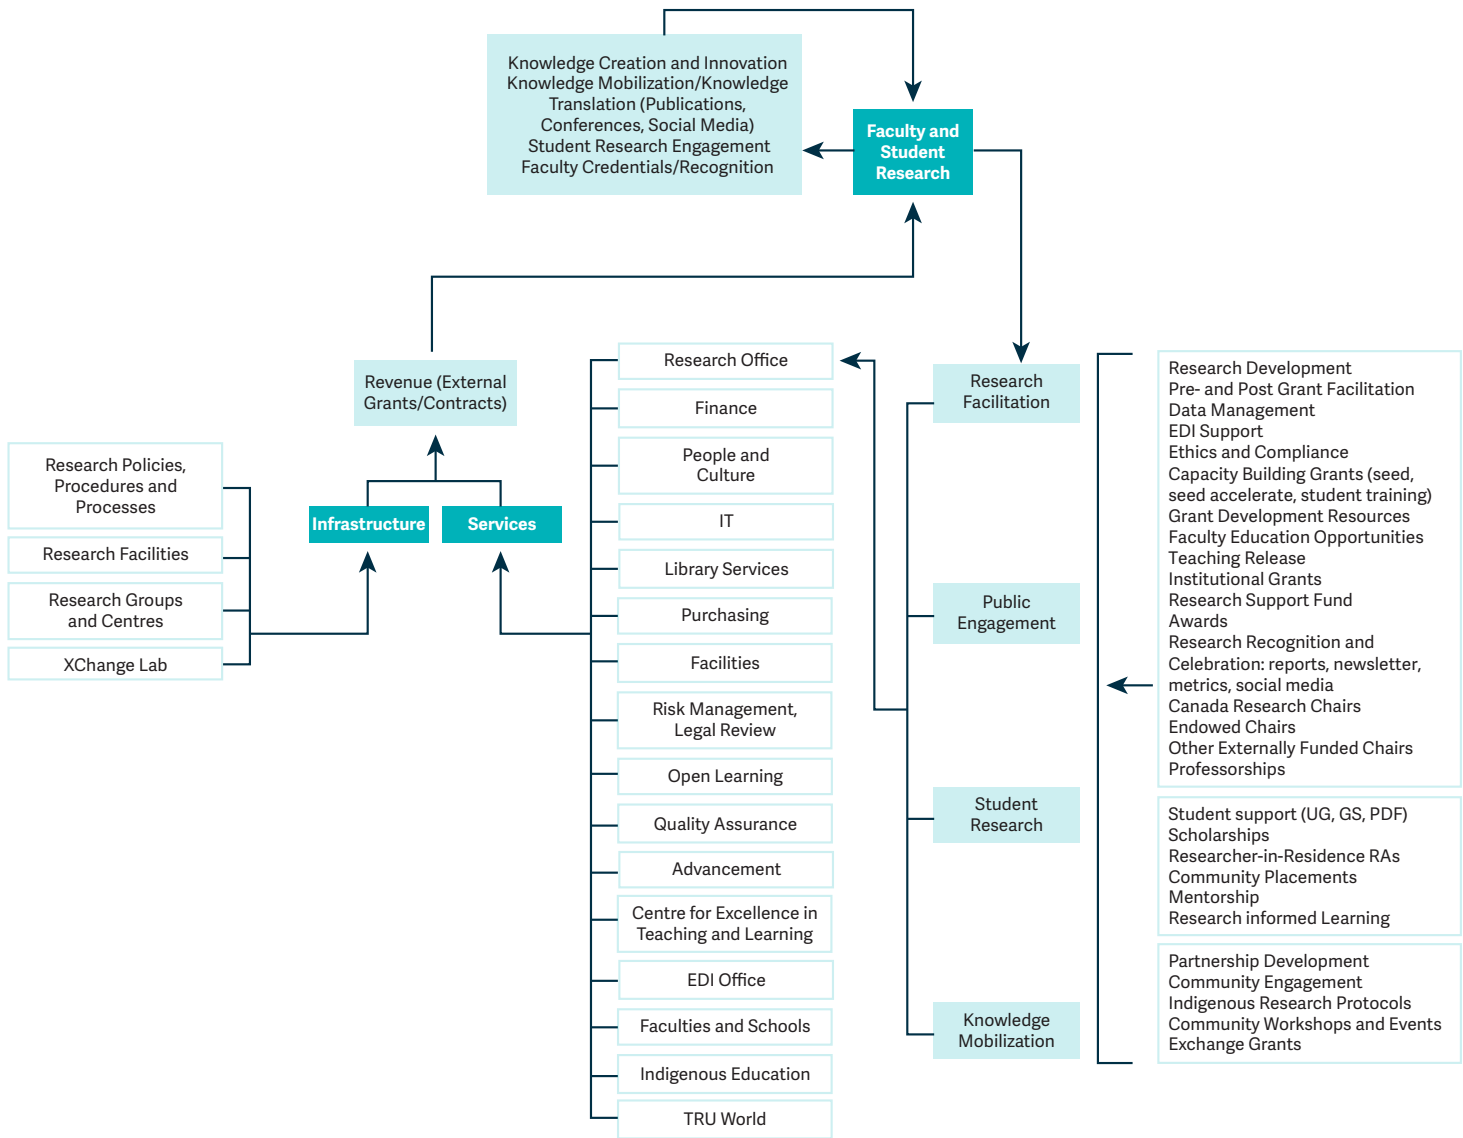 Knowledge Creation and Innovation
Knowledge Mobilization/Knowledge
Translation (Publications,
Conferences, Social Media)
Student Research Engagement
Faculty Credentials/Recognition
Faculty and
Student
Research
Revenue (External
Grants/Contracts)
Infrastructure
Services
Research Policies,
Procedures and
Processes
Research Facilities
Research Groups
and Centres
XChange Lab
Research Office
Finance
People and
Culture
IT
Library Services
Purchasing
Facilities
Risk Management,
Legal Review
Open Learning
Quality Assurance
Advancement
Centre for Excellence in
Teaching and Learning
EDI Office
Faculties and Schools
Indigenous Education
TRU World
Research
Facilitation
Public
Engagement
Student
Research
Knowledge
Mobilization
Research Development
Pre- and Post Grant Facilitation
Data Management
EDI Support
Ethics and Compliance
Capacity Building Grants (seed,
seed accelerate, student training)
Grant Development Resources
Faculty Education Opportunities
Teaching Release
Institutional Grants
Research Support Fund
Awards
Research Recognition and
Celebration: reports, newsletter,
metrics, social media
Canada Research Chairs
Endowed Chairs
Other Externally Funded Chairs
Professorships
Student support (UG, GS, PDF)
Scholarships
Researcher-in-Residence RAs
Community Placements
Mentorship
Research informed Learning
Partnership Development
Community Engagement
Indigenous Research Protocols
Community Workshops and Events
Exchange Grants